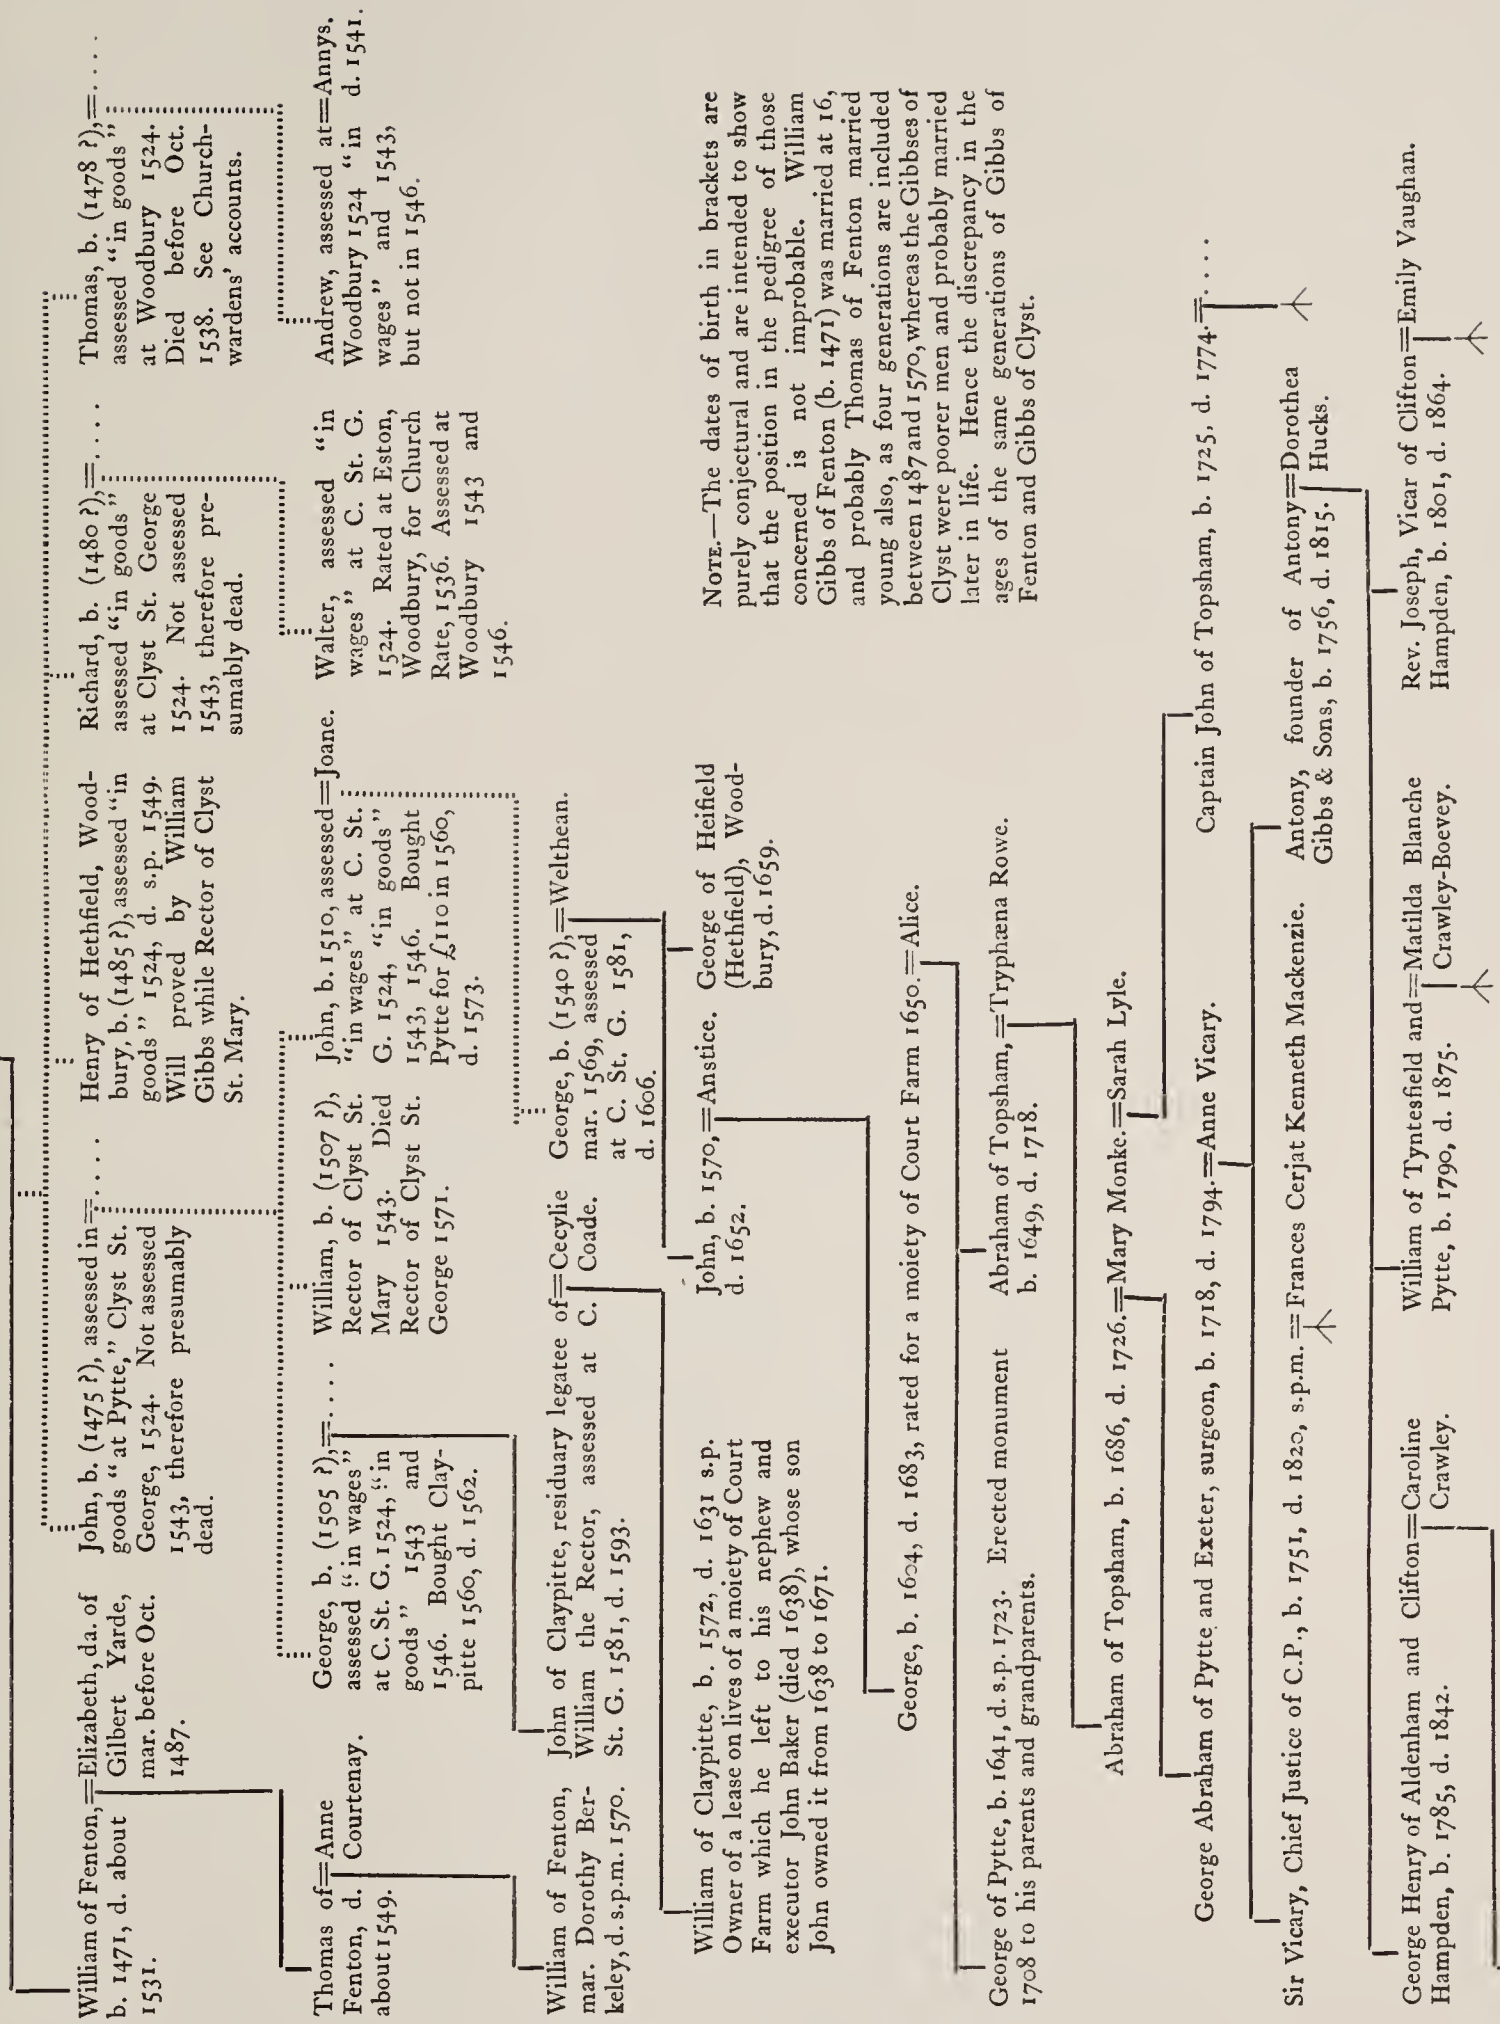 William of Fenton,=Elizabeth, da. of
b. 1471, d. about
1531.
Gilbert Yarde,
mar. before Oct.
1487.
John, b. (1475 ?), assessed in=. . . .
goods “at Pytte,” Clyst St.
George, 1524. Not assessed
1543, therefore presumably
dead.
Henry of Hethfield, Wood-
bury, b. (1485 ?), assessed “in
goods” 1524, d. s.p. 1549.
Will proved by William
Gibbs while Rector of Clyst
St. Mary.
Richard, b. (1480 ?),=. . . .
assessed “in goods”
at Clyst St. George
1524. Not assessed
1543, therefore pre-
sumably dead.
Thomas, b. (1478 ?),=. . . .
assessed “in goods”
at Woodbury 1524.
Died before Oct.
1538. See Church-
wardens’ accounts.
Thomas of=Anne
Fenton, d. Courtenay.
about 1549.
George, b. (1505 ?),=. . . .
assessed “in wages”
at C. St. G. 1524, “in
goods” 1543 and
1546. Bought Clay-
pitte 1560, d. 1562.
William, b. (1507 ?),
Rector of Clyst St.
Mary 1543. Died
Rector of Clyst St.
George 1571.
John, b. 1510, assessed=Joane.
“in wages” at C. St.
G. 1524, “in goods”
1543, 1546. Bought
Pytte for £110 in 1560,
d. 1573.
Walter, assessed “in
wages” at C. St. G.
1524. Rated at Eston,
Woodbury, for Church
Rate, 1536. Assessed at
Woodbury 1543 and
1546.
Andrew, assessed at=Annys.
Woodbury 1524 “in d. 1541.
wages” and 1543,
but not in 1546.
William of Fenton,
mar. Dorothy Ber-
keley, d. s.p.m. 1570.
John of Claypitte, residuary legatee of=Cecylie
William the Rector, assessed at C. Coade.
St. G. 1581, d. 1593.
George, b. (1540 ?),=Welthean.
mar. 1569, assessed
at C. St. G. 1581,
d. 1606.
William of Claypitte, b. 1572, d. 1631 s.p.
Owner of a lease on lives of a moiety of Court
Farm which he left to his nephew and
executor John Baker (died 1638), whose son
John owned it from 1638 to 1671.
John, b. 1570,=Anstice.
d. 1652.
George of Heifield
(Hethfield), Wood-
bury, d. 1659.
NOTE.—The dates of birth in brackets are
purely conjectural and are intended to show
that the position in the pedigree of those
concerned is not improbable. William
Gibbs of Fenton (b. 1471) was married at 16,
and probably Thomas of Fenton married
young also, as four generations are included
between 1487 and 1570, whereas the Gibbses of
Clyst were poorer men and probably married
later in life. Hence the discrepancy in the
ages of the same generations of Gibbs of
Fenton and Gibbs of Clyst.
George, b. 1604, d. 1683, rated for a moiety of Court Farm 1650.=Alice.
George of Pytte, b. 1641, d. s.p. 1723. Erected monument
1708 to his parents and grandparents.
Abraham of Topsham,=Tryphæna Rowe.
b. 1649, d. 1718.
Abraham of Topsham, b. 1686, d. 1726.=Mary Monke.=Sarah Lyle.
George Abraham of Pytte and Exeter, surgeon, b. 1718, d. 1794.=Anne Vicary.
Captain John of Topsham, b. 1725, d. 1774.=. . . .
Sir Vicary, Chief Justice of C.P., b. 1751, d. 1820, s.p.m.=Frances Cerjat Kenneth Mackenzie.
Antony, founder of Antony=Dorothea
Gibbs & Sons, b. 1756, d. 1815. Hucks.
George Henry of Aldenham and Clifton=Caroline
Hampden, b. 1785, d. 1842. Crawley.
William of Tyntesfield and=Matilda Blanche
Pytte, b. 1790, d. 1875. Crawley-Boevey.
Rev. Joseph, Vicar of Clifton=Emily Vaughan.
Hampden, b. 1801, d. 1864.